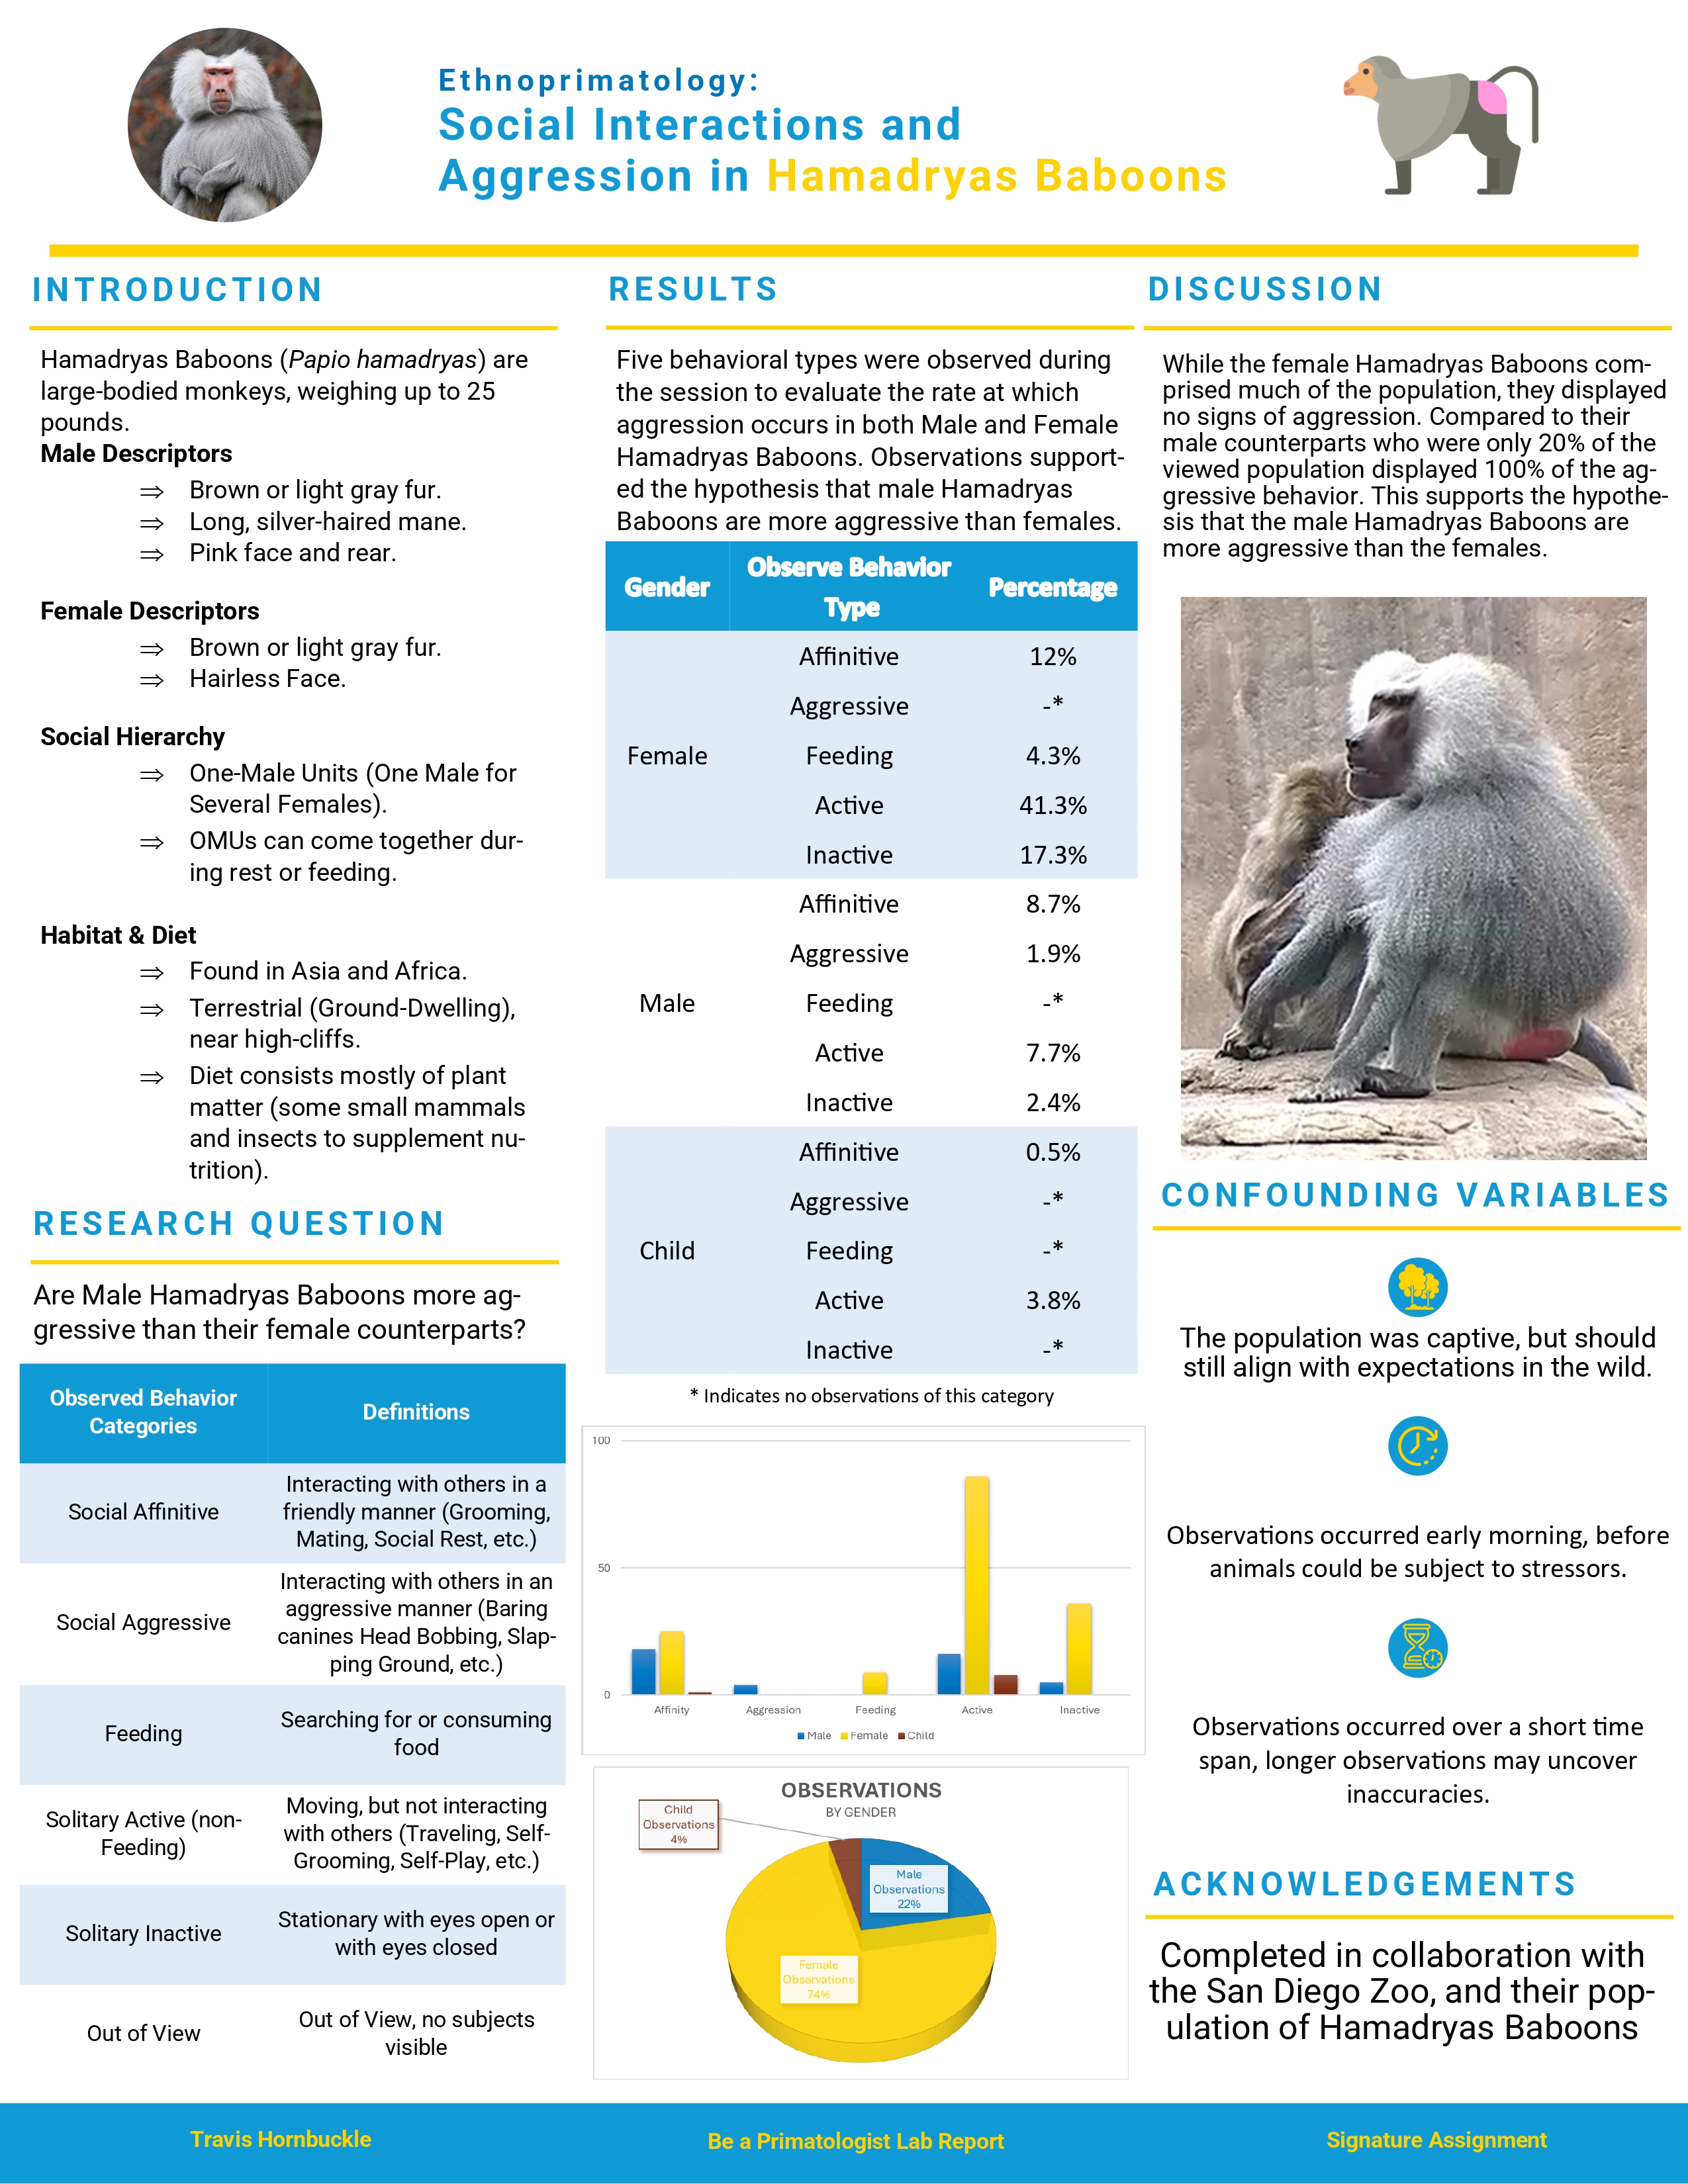 Ethnoprimatology:
Social Interactions and
Aggression in Hamadryas Baboons
INTRODUCTION
Hamadryas Baboons (Papio hamadryas) are
large-bodied monkeys, weighing up to 25
pounds.
Male Descriptors
⇒ Brown or light gray fur.
⇒ Long, silver-haired mane.
⇒ Pink face and rear.
Female Descriptors
⇒ Brown or light gray fur.
⇒ Hairless Face.
Social Hierarchy
⇒ One-Male Units (One Male for
Several Females).
⇒ OMUs can come together dur-
ing rest or feeding.
Habitat & Diet
⇒ Found in Asia and Africa.
⇒ Terrestrial (Ground-Dwelling),
near high-cliffs.
⇒ Diet consists mostly of plant
matter (some small mammals
and insects to supplement nu-
trition).
RESEARCH QUESTION
Are Male Hamadryas Baboons more ag-
gressive than their female counterparts?
Observed Behavior
Categories
Definitions
Social Affinitive
Interacting with others in a
friendly manner (Grooming,
Mating, Social Rest, etc.)
Social Aggressive
Interacting with others in an
aggressive manner (Baring
canines Head Bobbing, Slap-
ping Ground, etc.)
Feeding
Searching for or consuming
food
Solitary Active (non-
Feeding)
Moving, but not interacting
with others (Traveling, Self-
Grooming, Self-Play, etc.)
Solitary Inactive
Stationary with eyes open or
with eyes closed
Out of View
Out of View, no subjects
visible
RESULTS
Five behavioral types were observed during
the session to evaluate the rate at which
aggression occurs in both Male and Female
Hamadryas Baboons. Observations support-
ed the hypothesis that male Hamadryas
Baboons are more aggressive than females.
Gender
Observe Behavior
Type
Percentage
Female
Affinitive 12%
Aggressive -*
Feeding 4.3%
Active 41.3%
Inactive 17.3%
Male
Affinitive 8.7%
Aggressive 1.9%
Feeding -*
Active 7.7%
Inactive 2.4%
Child
Affinitive 0.5%
Aggressive -*
Feeding -*
Active 3.8%
Inactive -*
* Indicates no observations of this category
100
50
0
Affinity Aggression Feeding Active Inactive
Male Female Child
OBSERVATIONS
BY GENDER
Child
Observations
4%
Male
Observations
22%
Female
Observations
74%
DISCUSSION
While the female Hamadryas Baboons com-
prised much of the population, they displayed
no signs of aggression. Compared to their
male counterparts who were only 20% of the
viewed population displayed 100% of the ag-
gressive behavior. This supports the hypothe-
sis that the male Hamadryas Baboons are
more aggressive than the females.
CONFOUNDING VARIABLES
The population was captive, but should
still align with expectations in the wild.
Observations occurred early morning, before
animals could be subject to stressors.
Observations occurred over a short time
span, longer observations may uncover
inaccuracies.
ACKNOWLEDGEMENTS
Completed in collaboration with
the San Diego Zoo, and their pop-
ulation of Hamadryas Baboons
Travis Hornbuckle
Be a Primatologist Lab Report
Signature Assignment